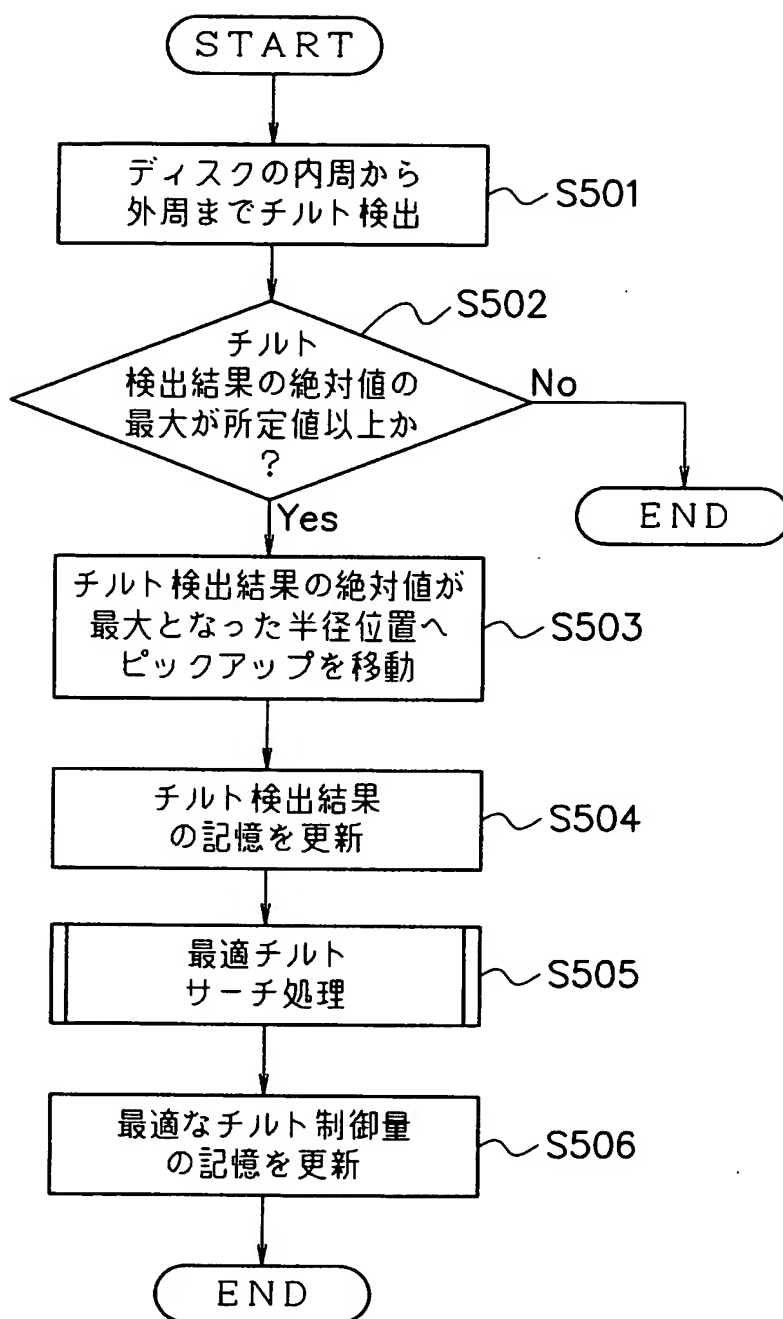 START
ディスクの内周から
外周までチルト検出
S501
S502
チルト
検出結果の絶対値の
最大が所定値以上か
?
No
END
Yes
チルト検出結果の絶対値が
最大となった半径位置へ
ピックアップを移動
S503
チルト検出結果
の記憶を更新
S504
最適チルト
サーチ処理
S505
最適なチルト制御量
の記憶を更新
S506
END